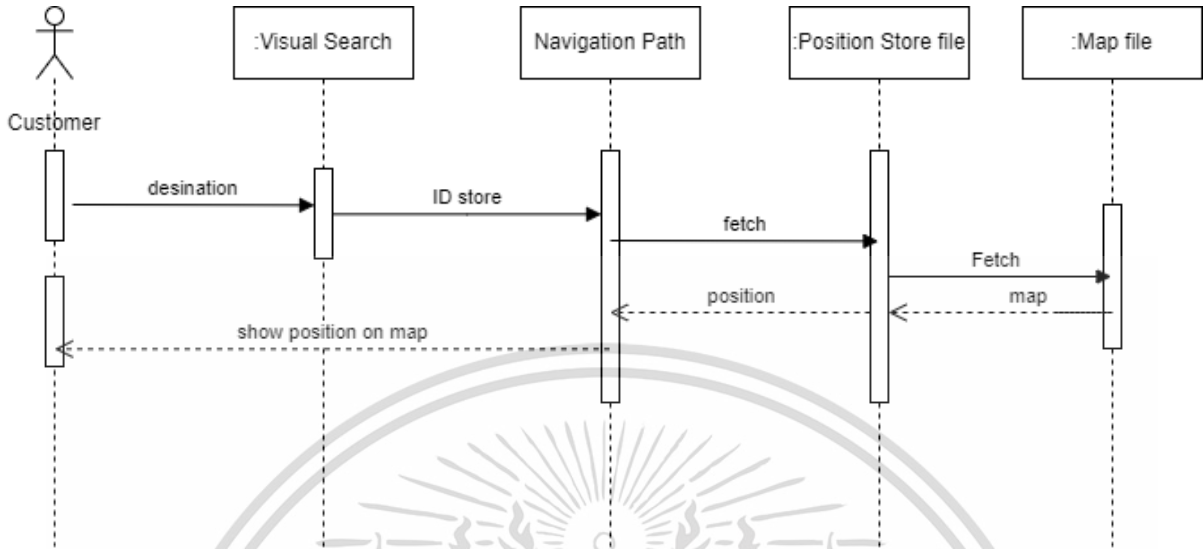 :Visual Search
Navigation Path
:Position Store file
:Map file
Customer
desination
ID store
fetch
Fetch
position
map
show position on map